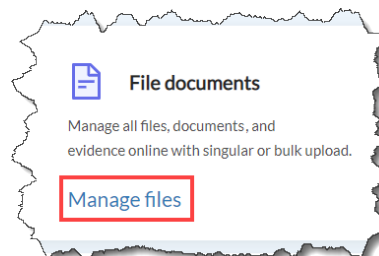 File documents
Manage all files, documents, and
evidence online with singular or bulk upload.
Manage files